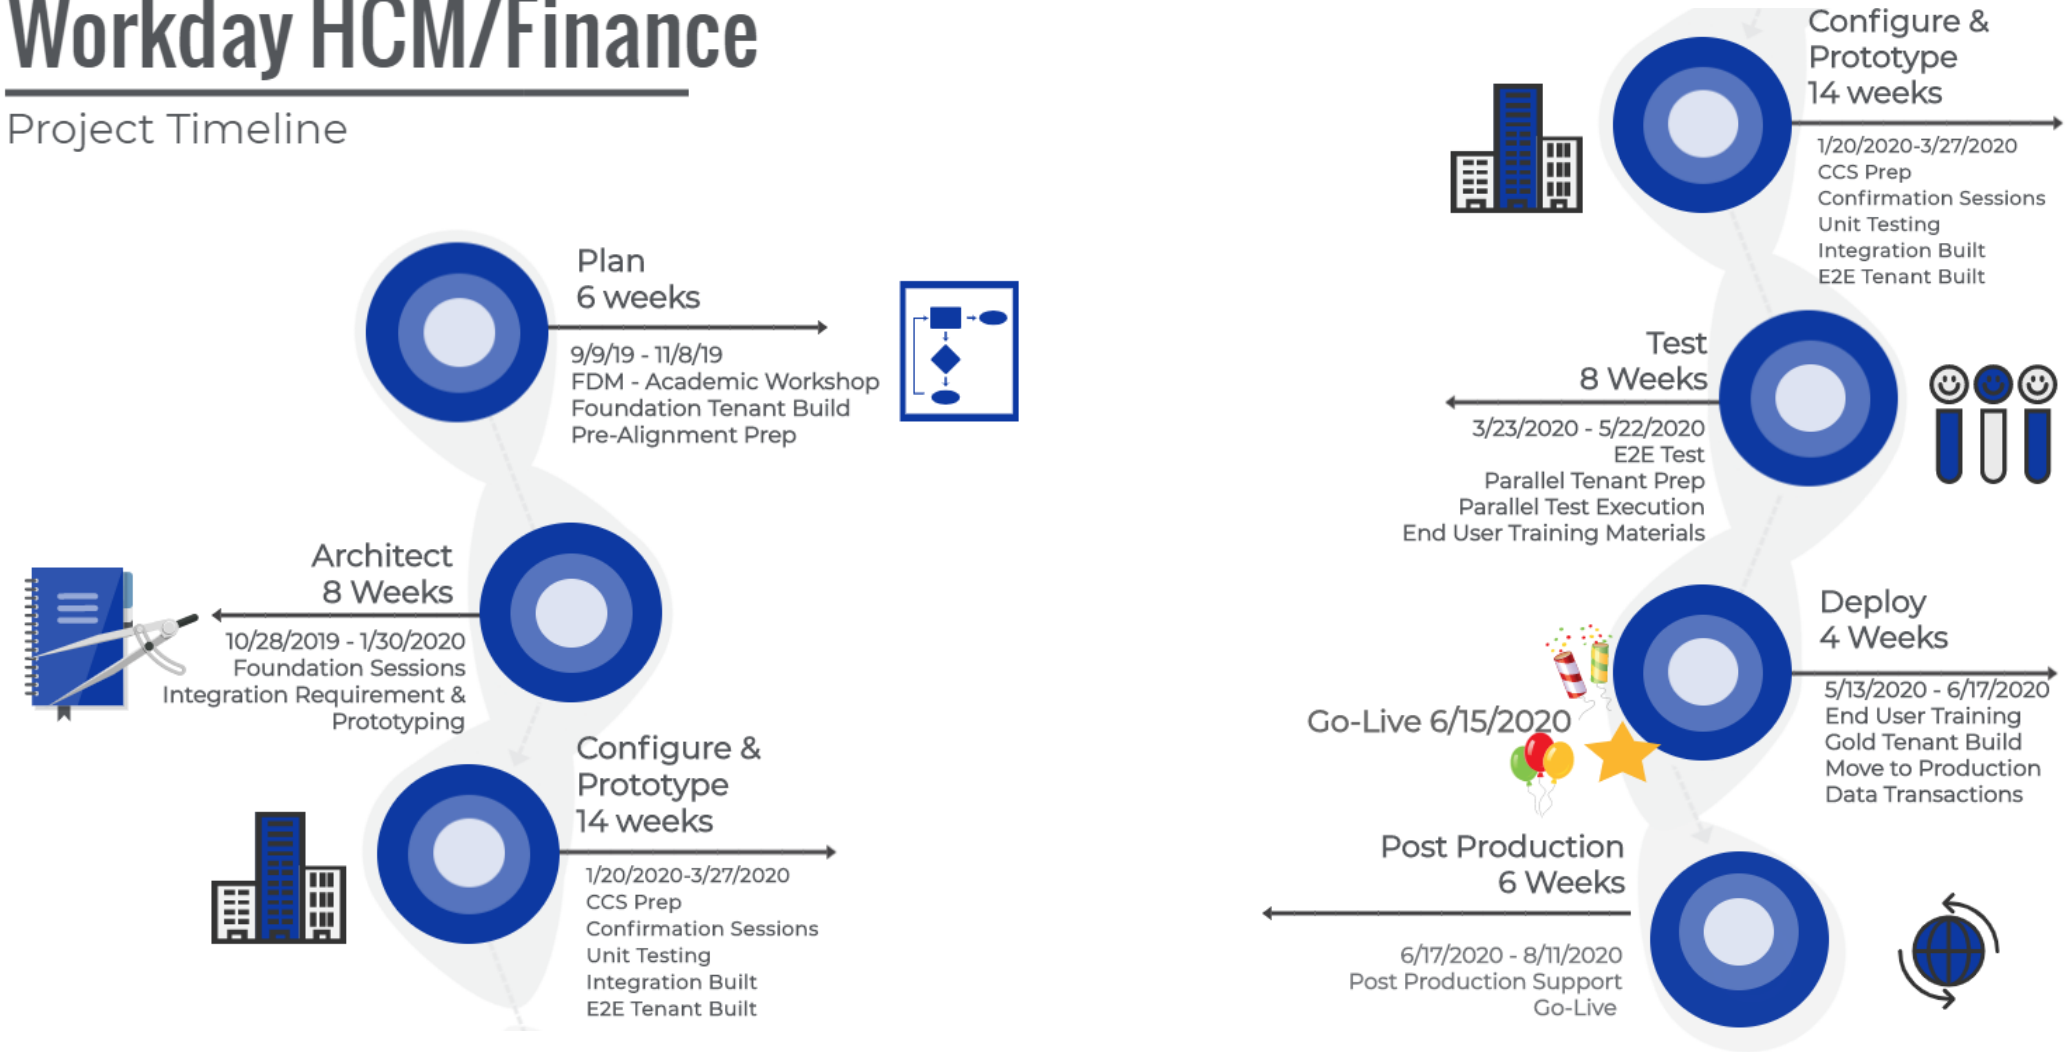 Workday HCM/Finance
Project Timeline
Plan
6 weeks
9/9/19 - 11/8/19
FDM - Academic Workshop
Foundation Tenant Build
Pre-Alignment Prep
Architect
8 Weeks
10/28/2019 - 1/30/2020
Foundation Sessions
Integration Requirement &
Prototyping
Configure &
Prototype
14 weeks
1/20/2020-3/27/2020
CCS Prep
Confirmation Sessions
Unit Testing
Integration Built
E2E Tenant Built
Configure &
Prototype
14 weeks
1/20/2020-3/27/2020
CCS Prep
Confirmation Sessions
Unit Testing
Integration Built
E2E Tenant Built
Test
8 Weeks
3/23/2020 - 5/22/2020
E2E Test
Parallel Tenant Prep
Parallel Test Execution
End User Training Materials
Deploy
4 Weeks
5/13/2020 - 6/17/2020
End User Training
Gold Tenant Build
Move to Production
Data Transactions
Go-Live 6/15/2020
Post Production
6 Weeks
6/17/2020 - 8/11/2020
Post Production Support
Go-Live